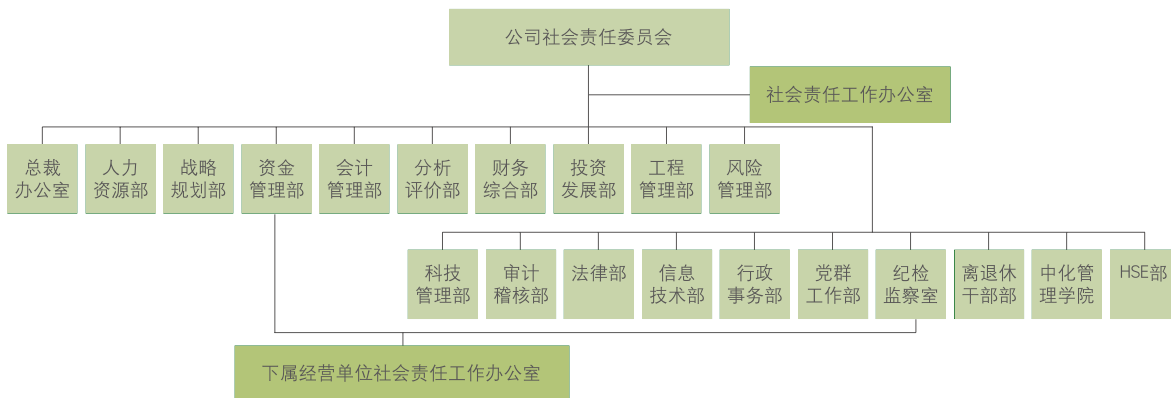 公司社会责任委员会
社会责任工作办公室
总裁
办公室
人力
资源部
战略
规划部
资金
管理部
会计
管理部
分析
评价部
财务
综合部
投资
发展部
工程
管理部
风险
管理部
科技
管理部
审计
稽核部
法律部
信息
技术部
行政
事务部
党群
工作部
纪检
监察室
离退休
干部部
中化管
理学院
HSE部
下属经营单位社会责任工作办公室